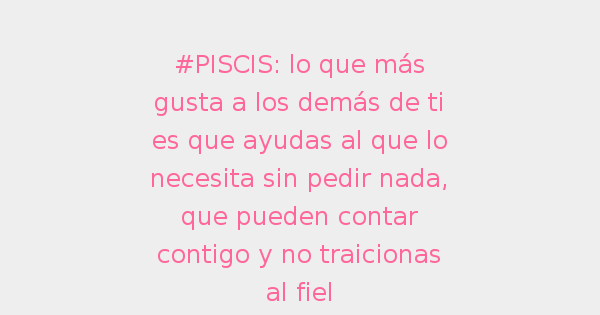 #PISCIS: lo que más
gusta a los demás de ti
es que ayudas al que lo
necesita sin pedir nada,
que pueden contar
contigo y no traicionas
al fiel